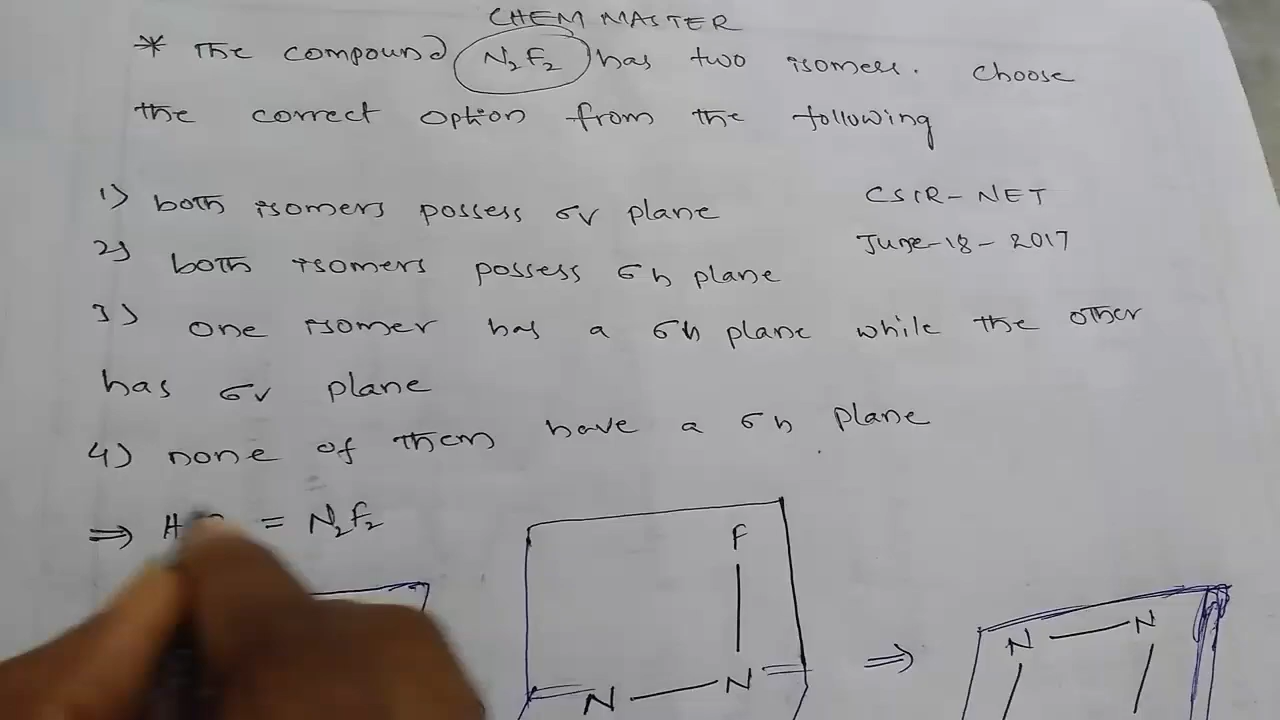 CHEM MASTER
* The compound N₂F₂ has two isomers. Choose
the correct option from the following
1) both isomers possess σv plane
CSIR-NET
2) both isomers possess σh plane
June-18-2017
3) one isomer has a σh plane while the other
has σv plane
4) none of them have a σh plane
⇒ H = N₂F₂
F
N N
⇒
N N